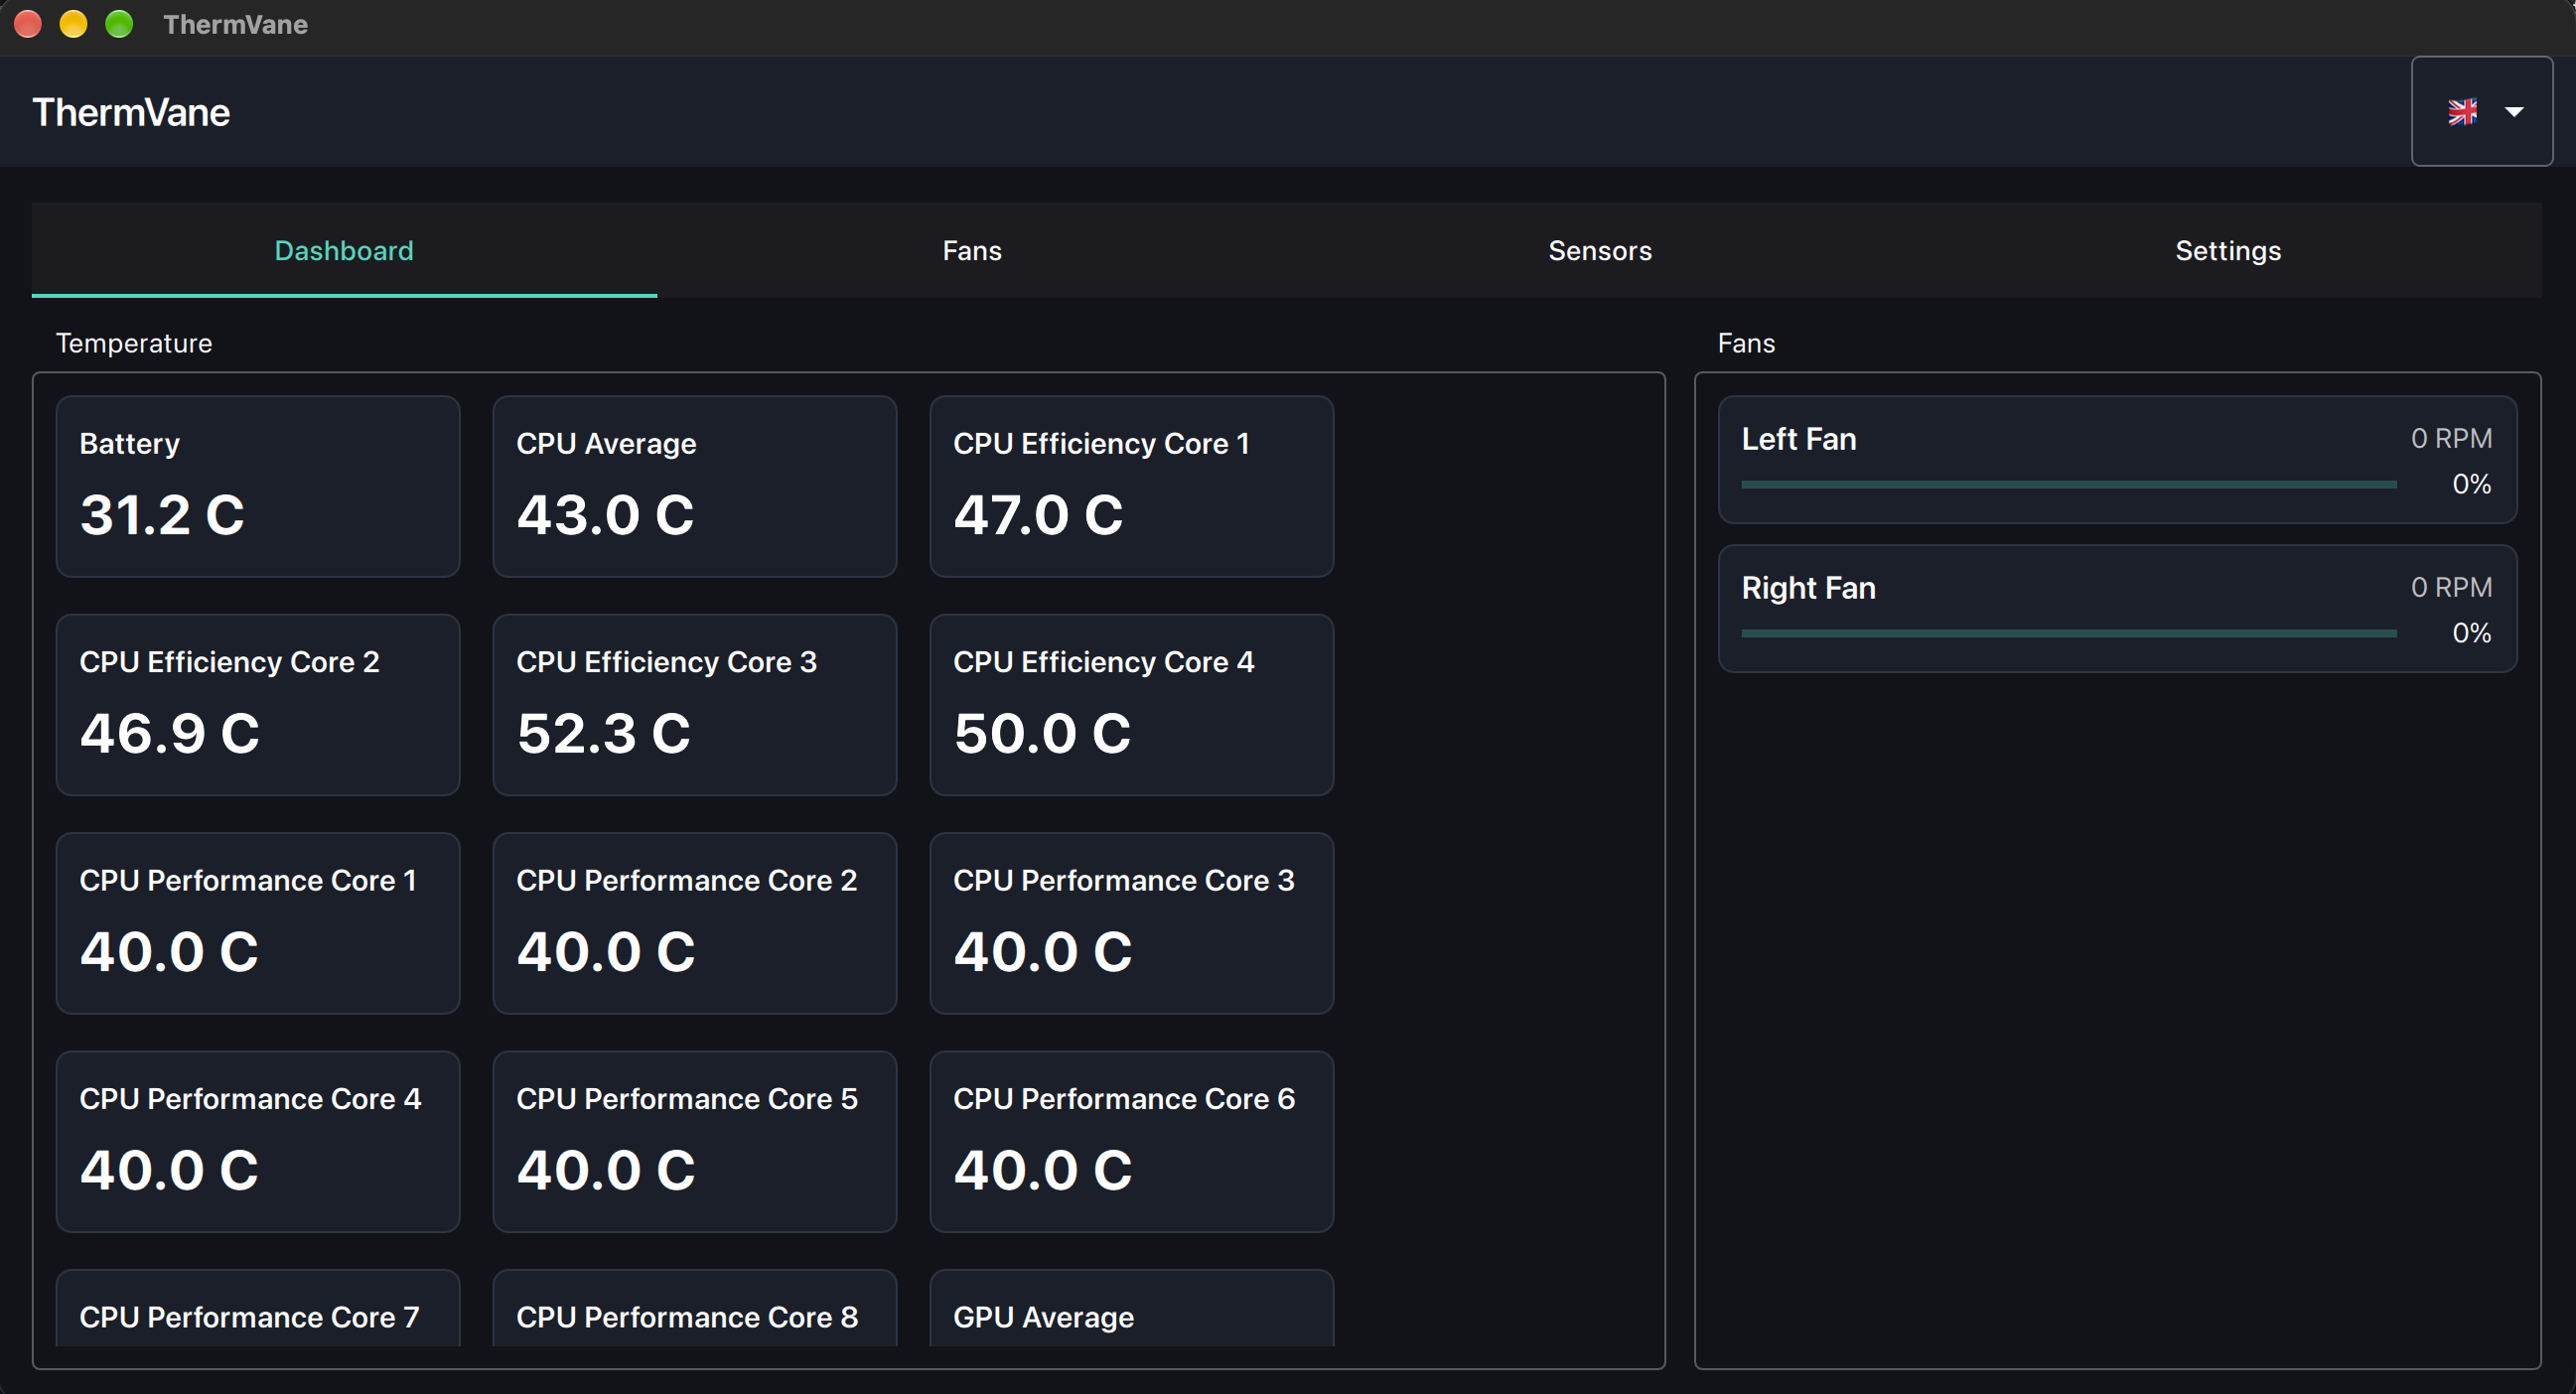 ThermVane
ThermVane
Dashboard
Fans
Sensors
Settings
Temperature
Battery
31.2 C
CPU Average
43.0 C
CPU Efficiency Core 1
47.0 C
CPU Efficiency Core 2
46.9 C
CPU Efficiency Core 3
52.3 C
CPU Efficiency Core 4
50.0 C
CPU Performance Core 1
40.0 C
CPU Performance Core 2
40.0 C
CPU Performance Core 3
40.0 C
CPU Performance Core 4
40.0 C
CPU Performance Core 5
40.0 C
CPU Performance Core 6
40.0 C
CPU Performance Core 7
CPU Performance Core 8
GPU Average
Fans
Left Fan
0 RPM
0%
Right Fan
0 RPM
0%